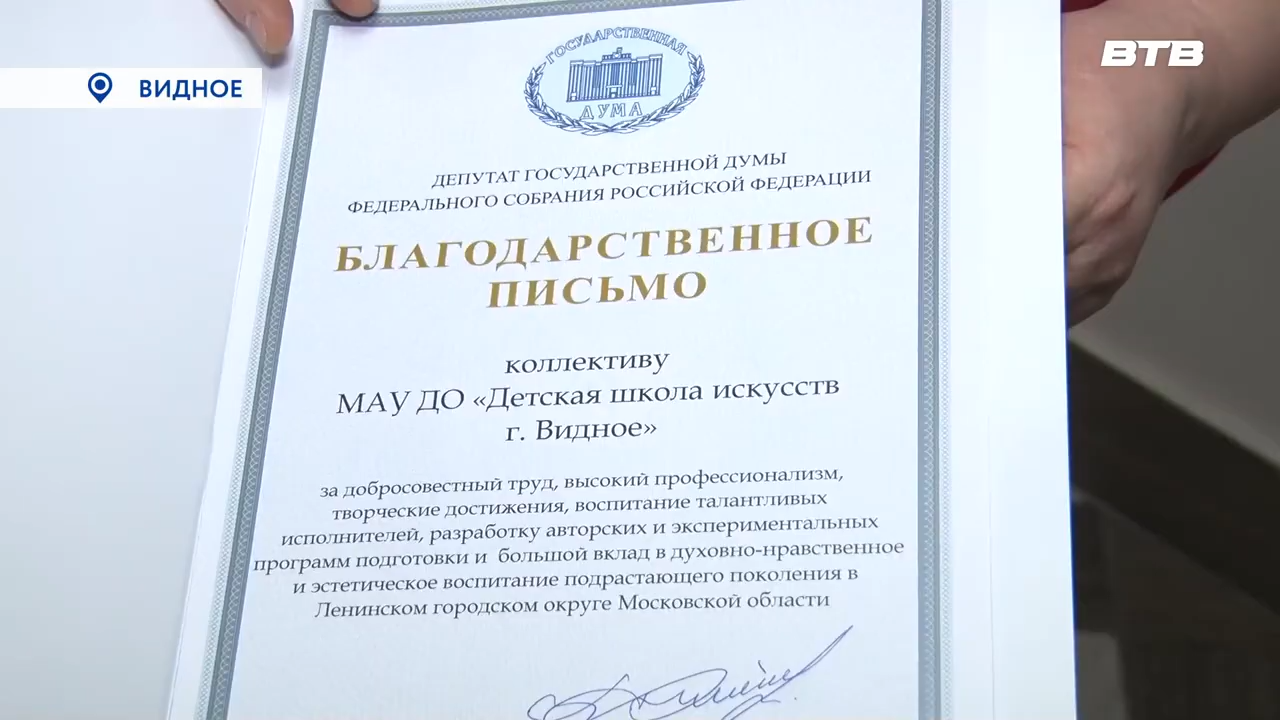 ВИДНОЕ
ВТВ
ГОСУДАРСТВЕННАЯ
ДУМА
ДЕПУТАТ ГОСУДАРСТВЕННОЙ ДУМЫ
ФЕДЕРАЛЬНОГО СОБРАНИЯ РОССИЙСКОЙ ФЕДЕРАЦИИ
БЛАГОДАРСТВЕННОЕ
ПИСЬМО
коллективу
МАУ ДО «Детская школа искусств
г. Видное»
за добросовестный труд, высокий профессионализм,
творческие достижения, воспитание талантливых
исполнителей, разработку авторских и экспериментальных
программ подготовки и большой вклад в духовно-нравственное
и эстетическое воспитание подрастающего поколения в
Ленинском городском округе Московской области